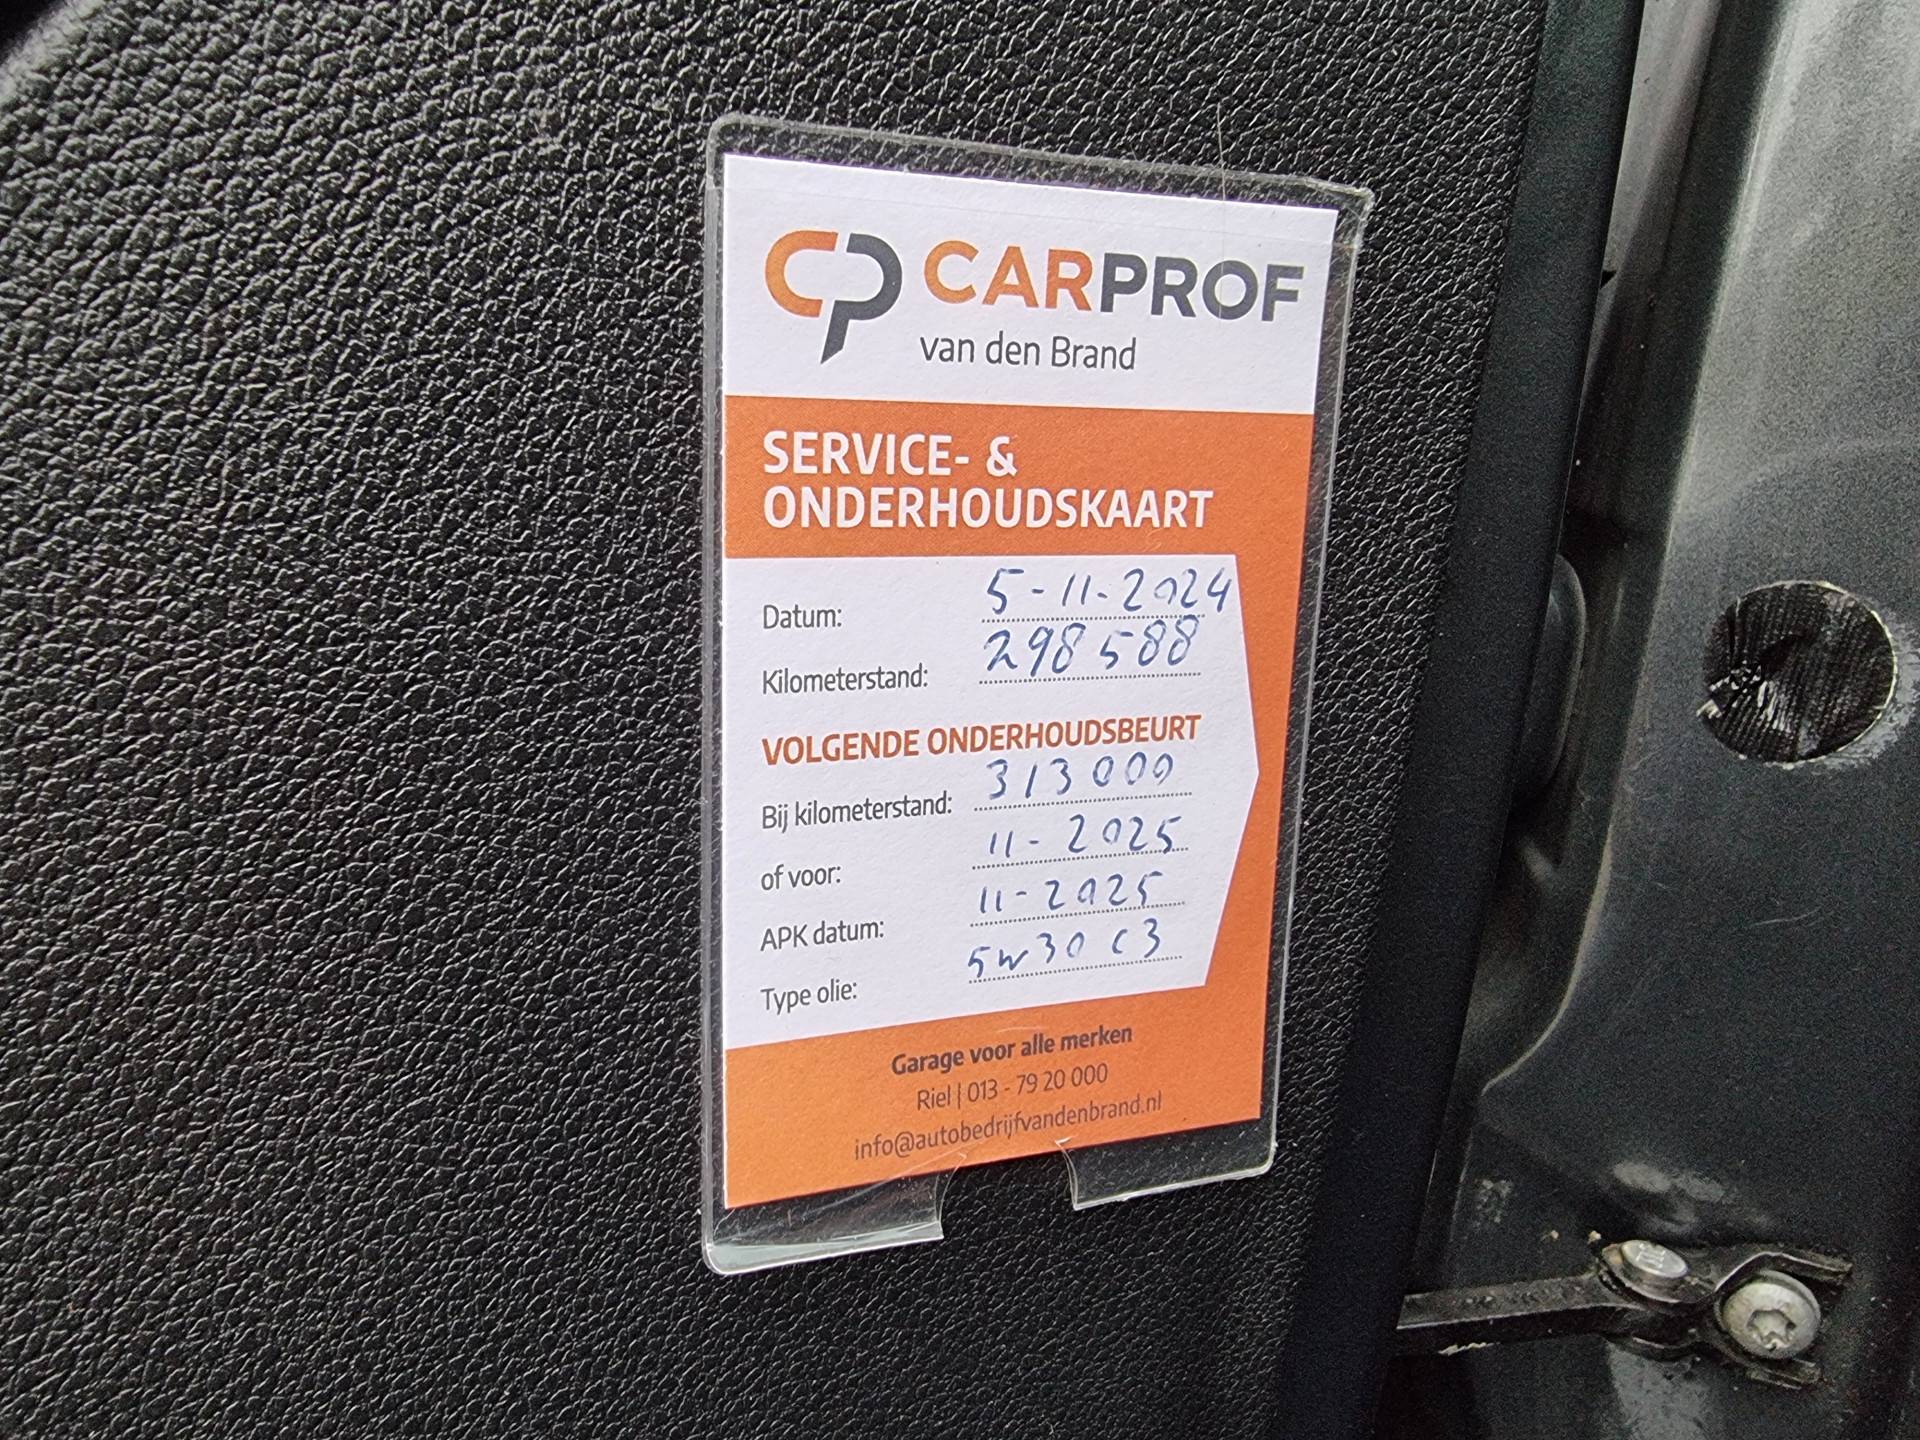 CP CARPROF
van den Brand
SERVICE- &
ONDERHOUDSKAART
Datum: 5-11-2024
Kilometerstand: 298588
VOLGENDE ONDERHOUDSBEURT
Bij kilometerstand: 313000
of voor: 11-2025
APK datum: 11-2025
Type olie: 5w30 C3
Garage voor alle merken
Riel | 013 - 79 20 000
info@autobedrijfvandenbrand.nl